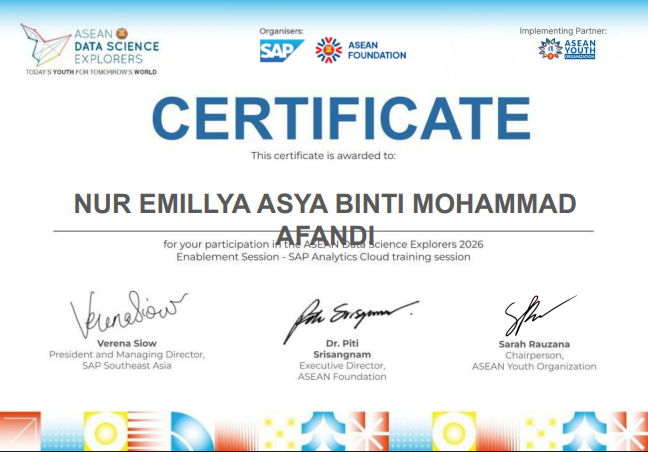 ASEAN
DATA SCIENCE
EXPLORERS
TODAY'S YOUTH FOR TOMORROW'S WORLD
Organisers:
SAP
ASEAN
FOUNDATION
Implementing Partner:
ASEAN
YOUTH
ORGANIZATION
CERTIFICATE
This certificate is awarded to:
NUR EMILLYA ASYA BINTI MOHAMMAD
AFANDI
for your participation in the ASEAN Data Science Explorers 2026
Enablement Session - SAP Analytics Cloud training session
Verena Siow
Verena Siow
President and Managing Director,
SAP Southeast Asia
Dr. Piti
Srisangnam
Executive Director,
ASEAN Foundation
Sarah Rauzana
Chairperson,
ASEAN Youth Organization